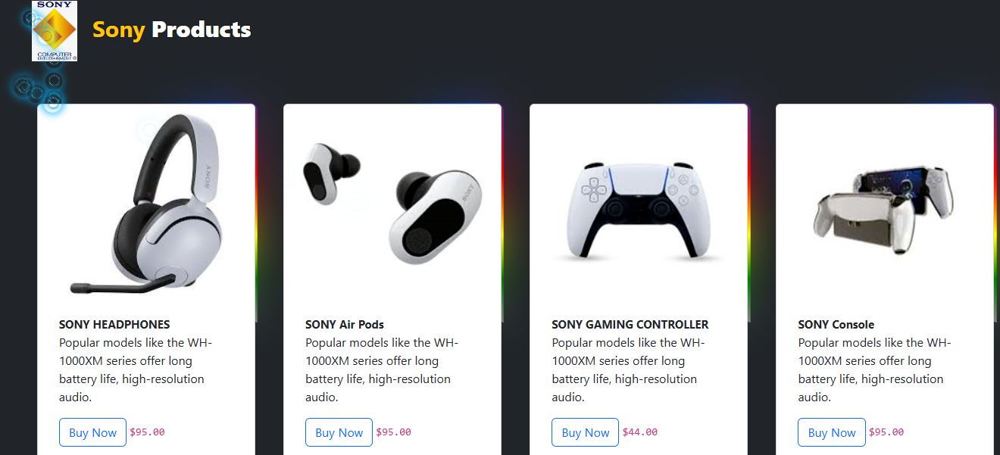 SONY
COMPUTER
ENTERTAINMENT ®
Sony Products
SONY
SONY
SONY HEADPHONES
Popular models like the WH-
1000XM series offer long
battery life, high-resolution
audio.
Buy Now $95.00
SONY Air Pods
Popular models like the WH-
1000XM series offer long
battery life, high-resolution
audio.
Buy Now $95.00
SONY GAMING CONTROLLER
Popular models like the WH-
1000XM series offer long
battery life, high-resolution
audio.
Buy Now $44.00
SONY Console
Popular models like the WH-
1000XM series offer long
battery life, high-resolution
audio.
Buy Now $95.00